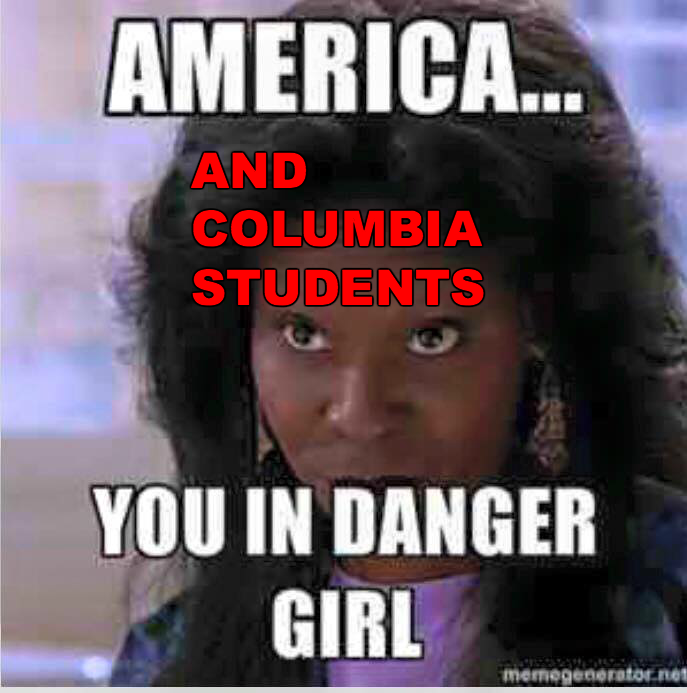 AMERICA...
AND
COLUMBIA
STUDENTS
YOU IN DANGER
GIRL
memegenerator.net